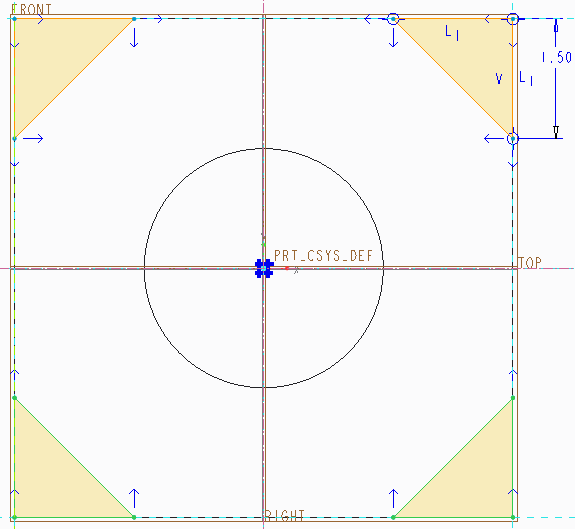 FRONT
L1
1.50
V L1
PRT_CSYS_DEF
X
TOP
RIGHT